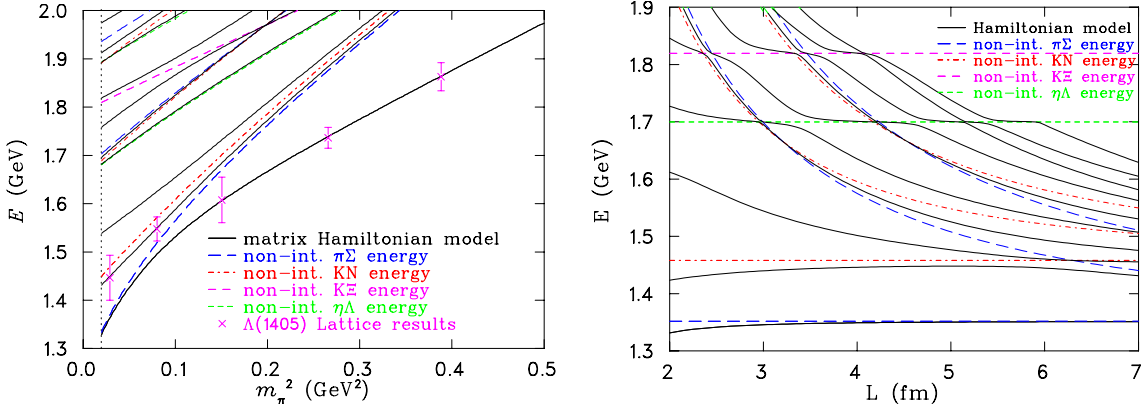 2.0
1.9
1.8
1.7
1.6
1.5
1.4
1.3
E (GeV)
matrix Hamiltonian model
non-int. πΣ energy
non-int. KN energy
non-int. KΞ energy
non-int. ηΛ energy
Λ(1405) Lattice results
0.0 0.1 0.2 0.3 0.4 0.5
mπ² (GeV²)
1.9
1.8
1.7
1.6
1.5
1.4
1.3
E (GeV)
Hamiltonian model
non-int. πΣ energy
non-int. KN energy
non-int. KΞ energy
non-int. ηΛ energy
2 3 4 5 6 7
L (fm)